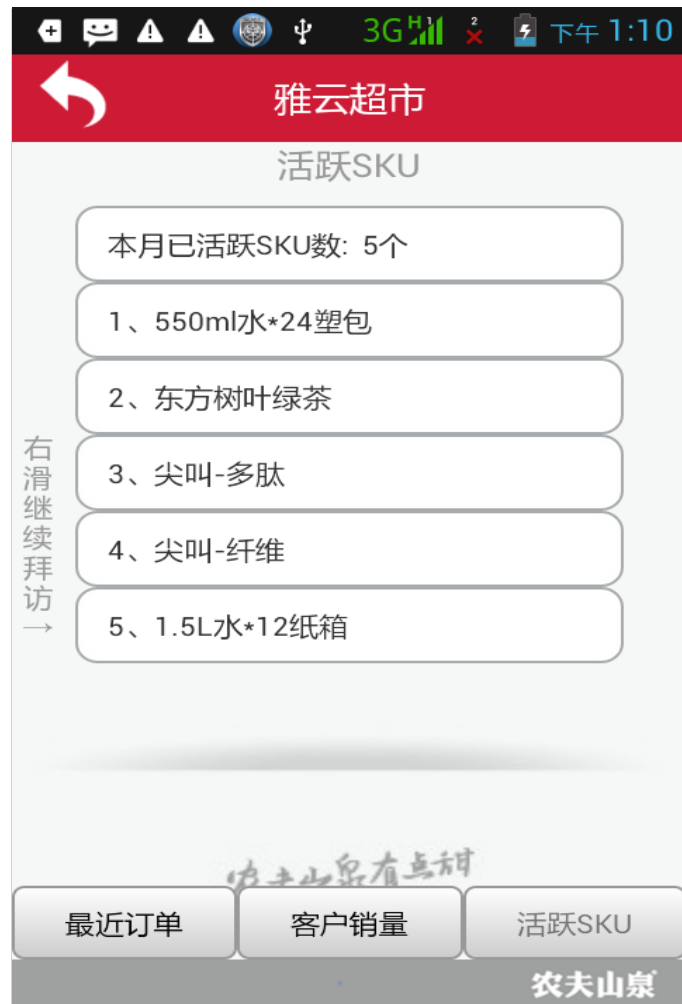 3G H 1 2 下午 1:10
雅云超市
活跃SKU
本月已活跃SKU数: 5个
1、550ml水*24塑包
2、东方树叶绿茶
3、尖叫-多肽
4、尖叫-纤维
5、1.5L水*12纸箱
右滑继续拜访→
农夫山泉有点甜
最近订单
客户销量
活跃SKU
农夫山泉